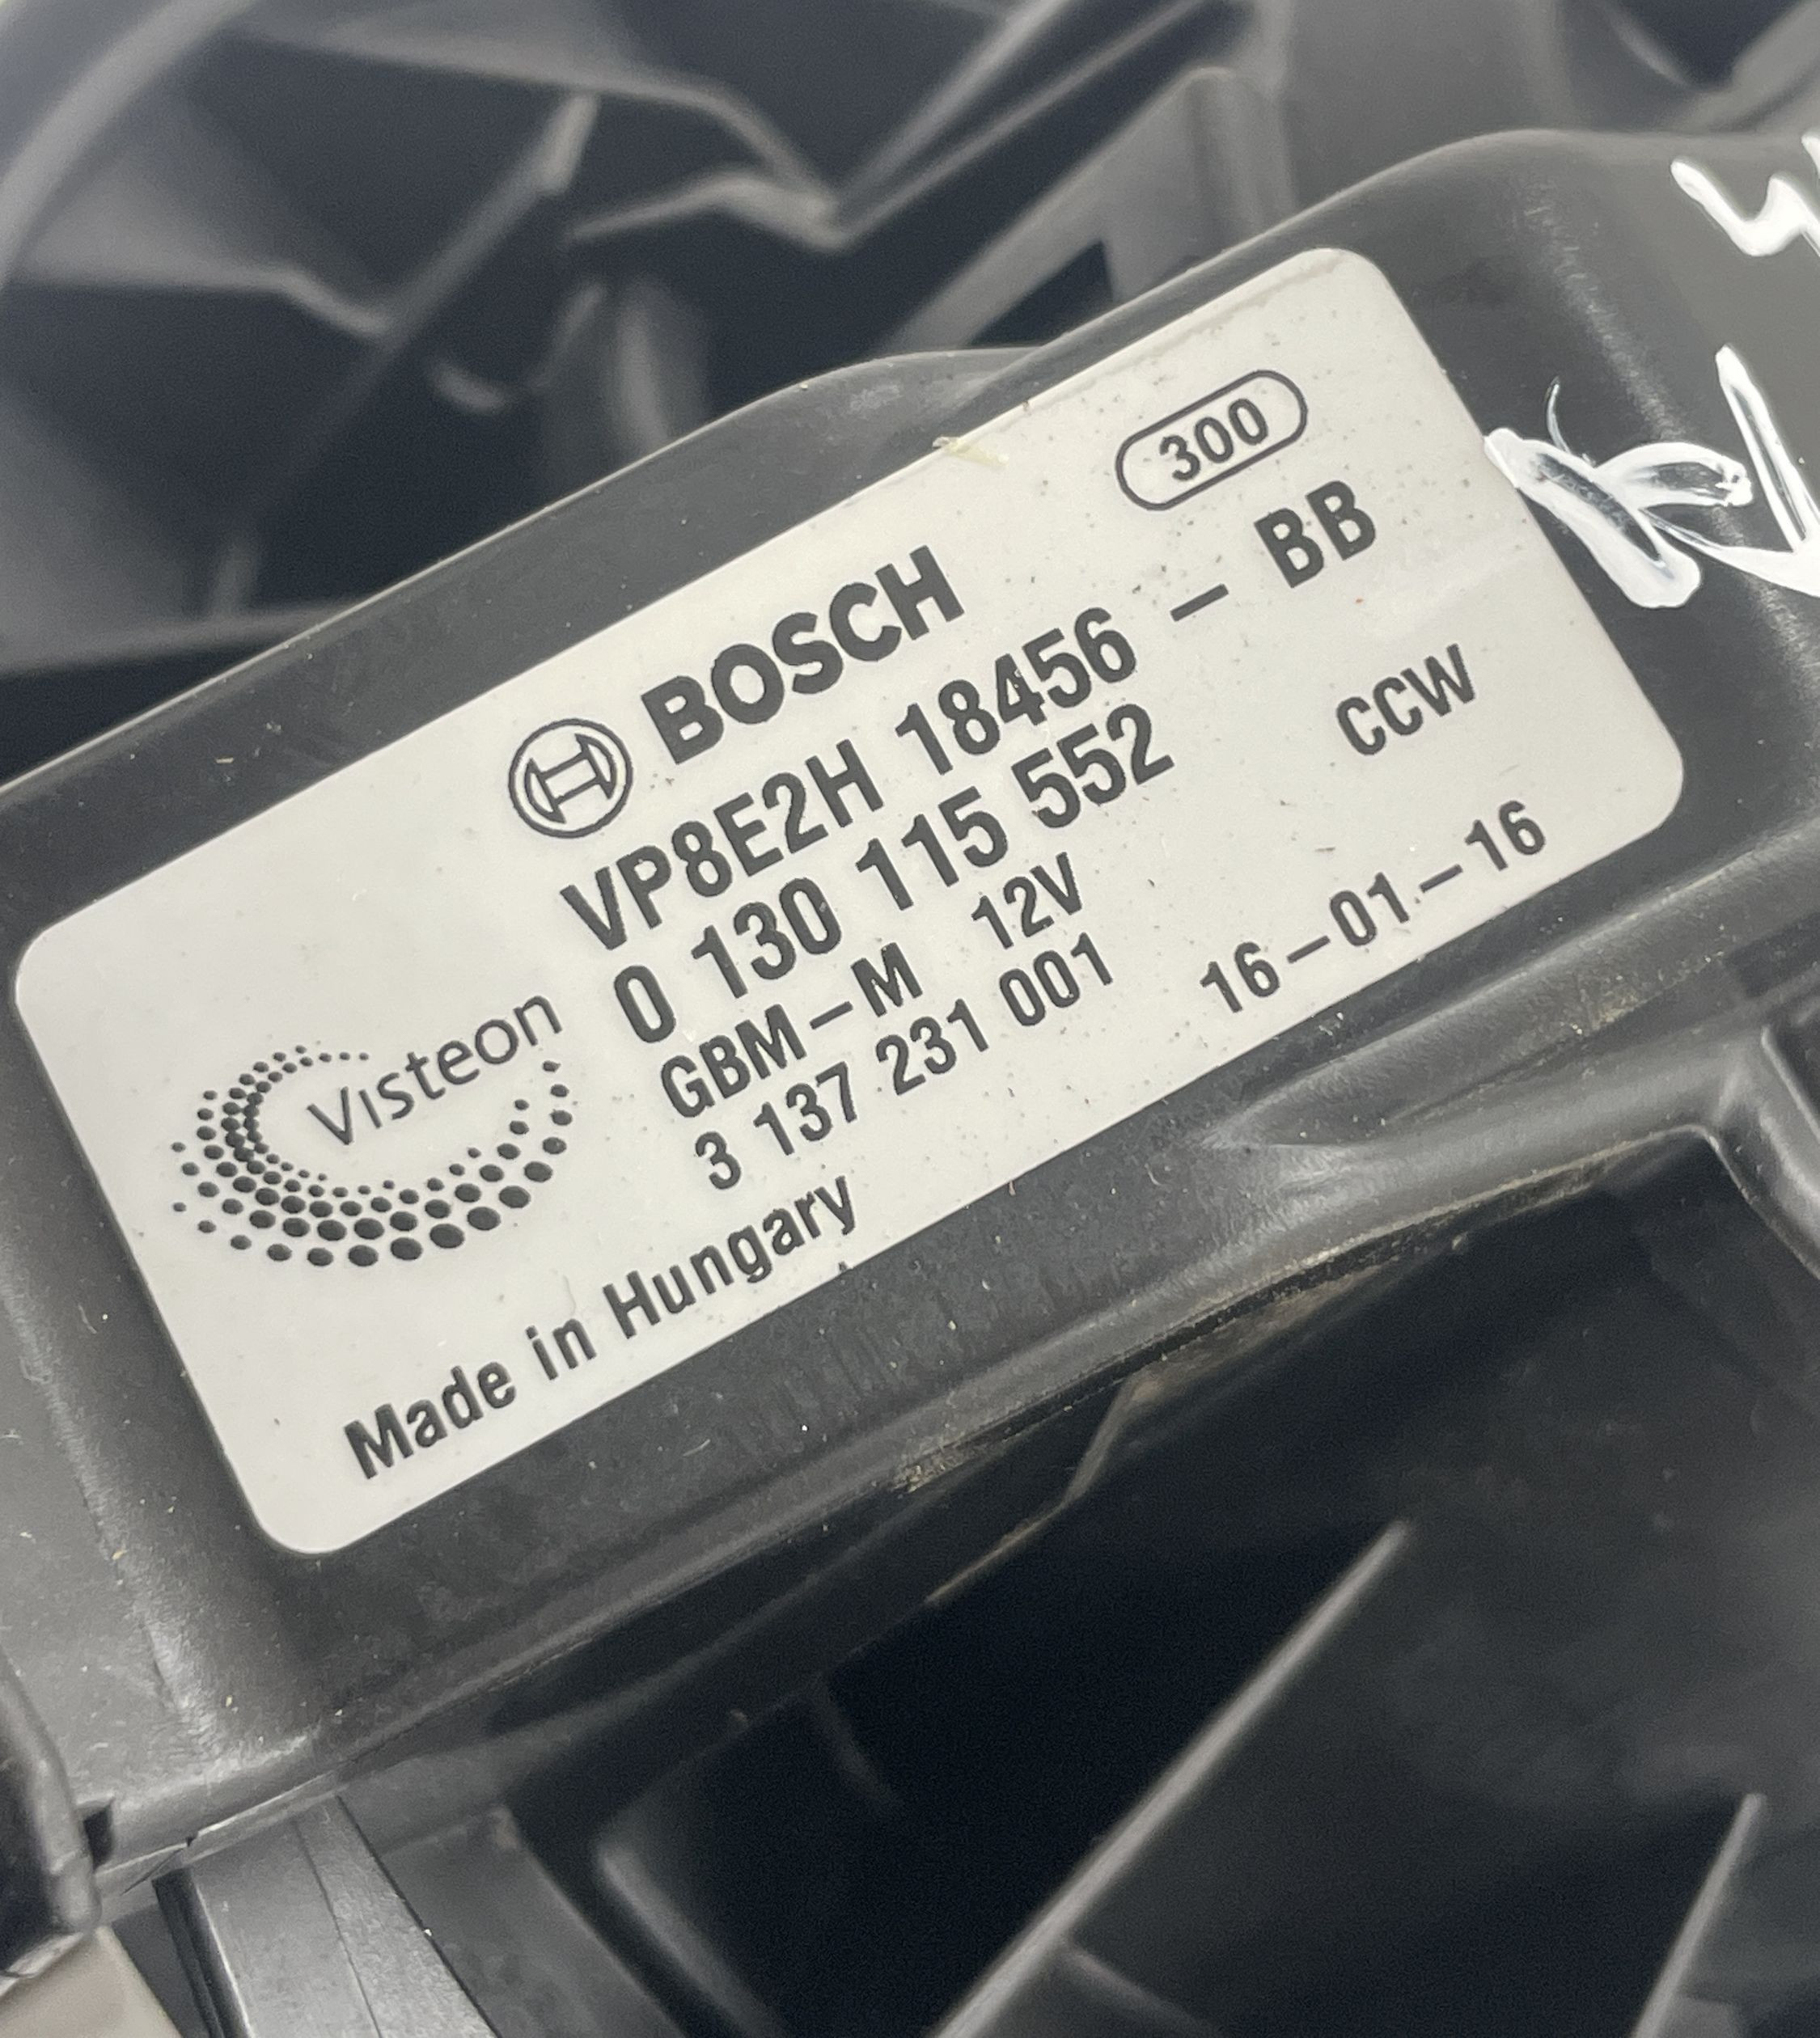 300
BOSCH
VP8E2H 18456 – BB
0 130 115 552
CCW
GBM–M 12V
3 137 231 001
16–01–16
Visteon
Made in Hungary